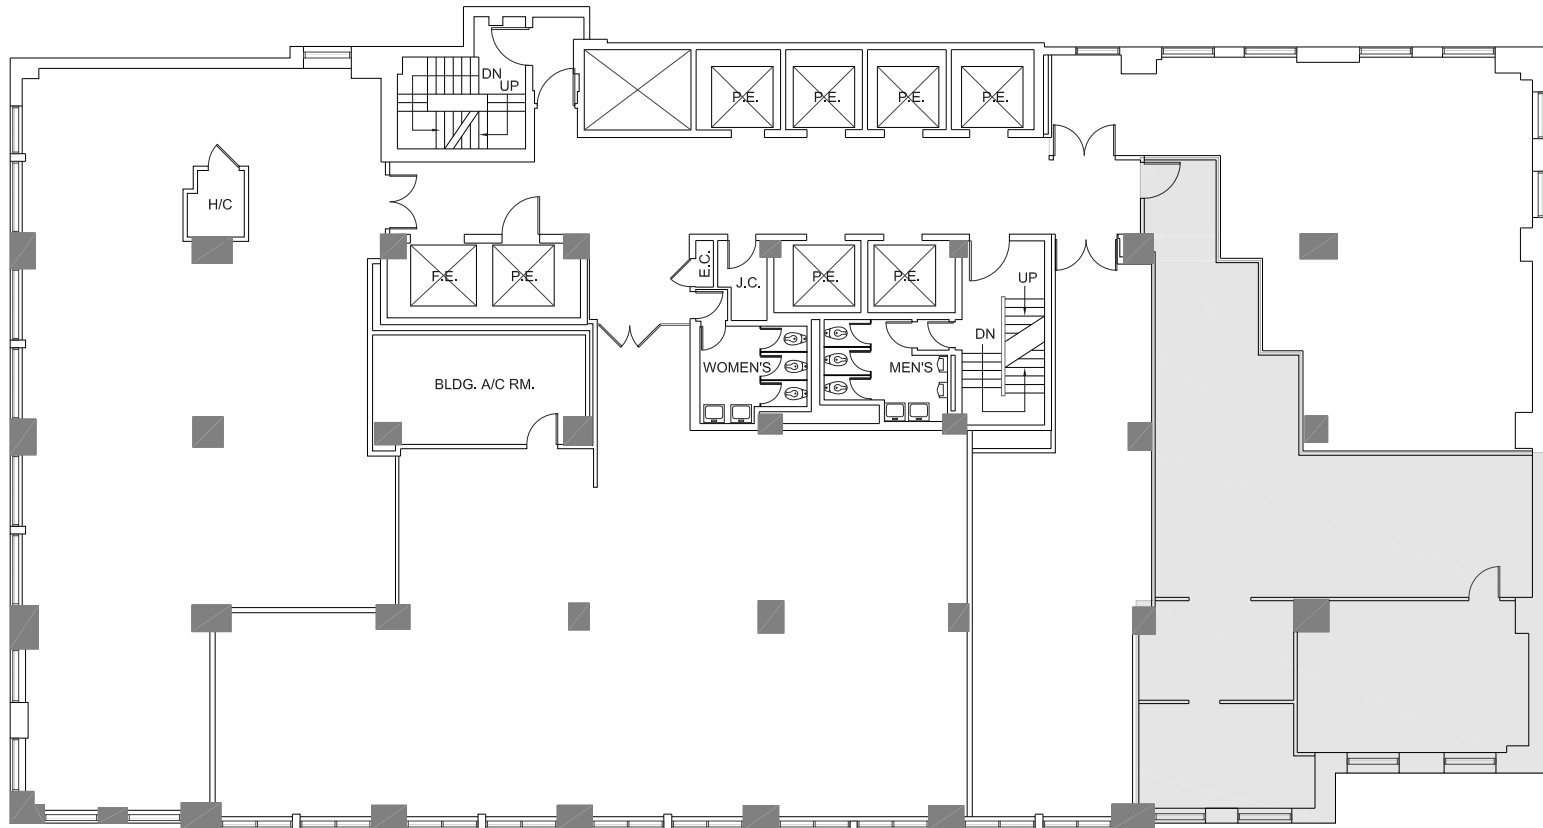 DN
UP
P.E.
P.E.
P.E.
P.E.
H/C
F.E.
P.E.
E.C.
J.C.
P.E.
P.E.
UP
DN
WOMEN'S
MEN'S
BLDG. A/C RM.